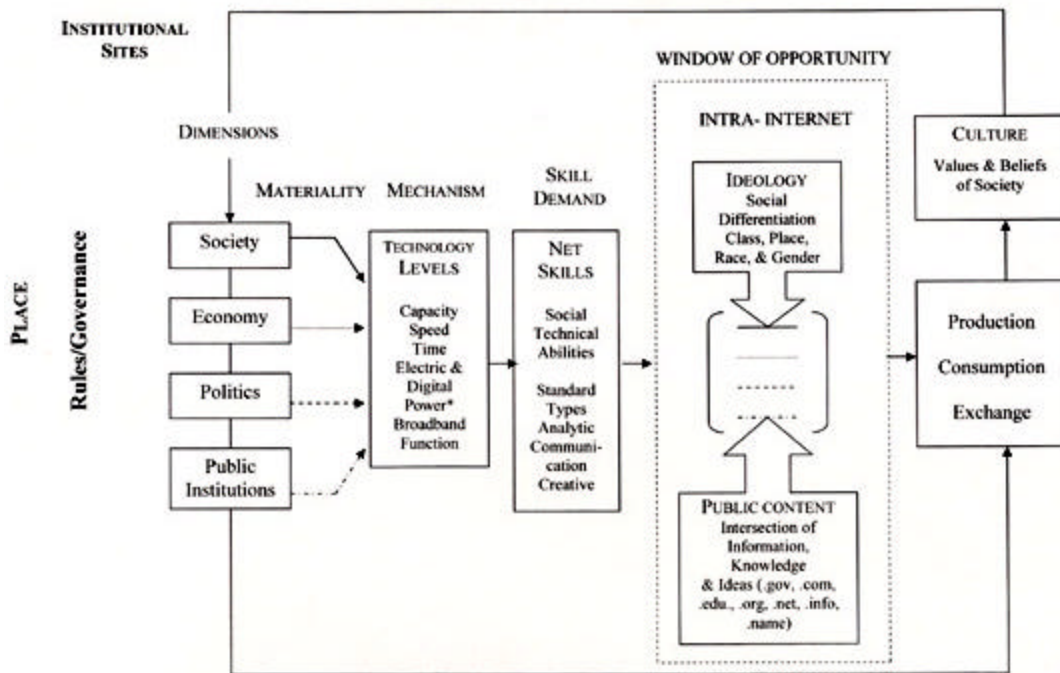 INSTITUTIONAL
SITES
PLACE
Rules/Governance
DIMENSIONS
Society
Economy
Politics
Public
Institutions
MATERIALITY
MECHANISM
TECHNOLOGY
LEVELS
Capacity
Speed
Time
Electric &
Digital
Power*
Broadband
Function
SKILL
DEMAND
NET
SKILLS
Social
Technical
Abilities
Standard
Types
Analytic
Communi-
cation
Creative
WINDOW OF OPPORTUNITY
INTRA- INTERNET
IDEOLOGY
Social
Differentiation
Class, Place,
Race, & Gender
PUBLIC CONTENT
Intersection of
Information,
Knowledge
& Ideas (.gov, .com,
.edu., .org, .net, .info,
.name)
CULTURE
Values & Beliefs
of Society
Production
Consumption
Exchange